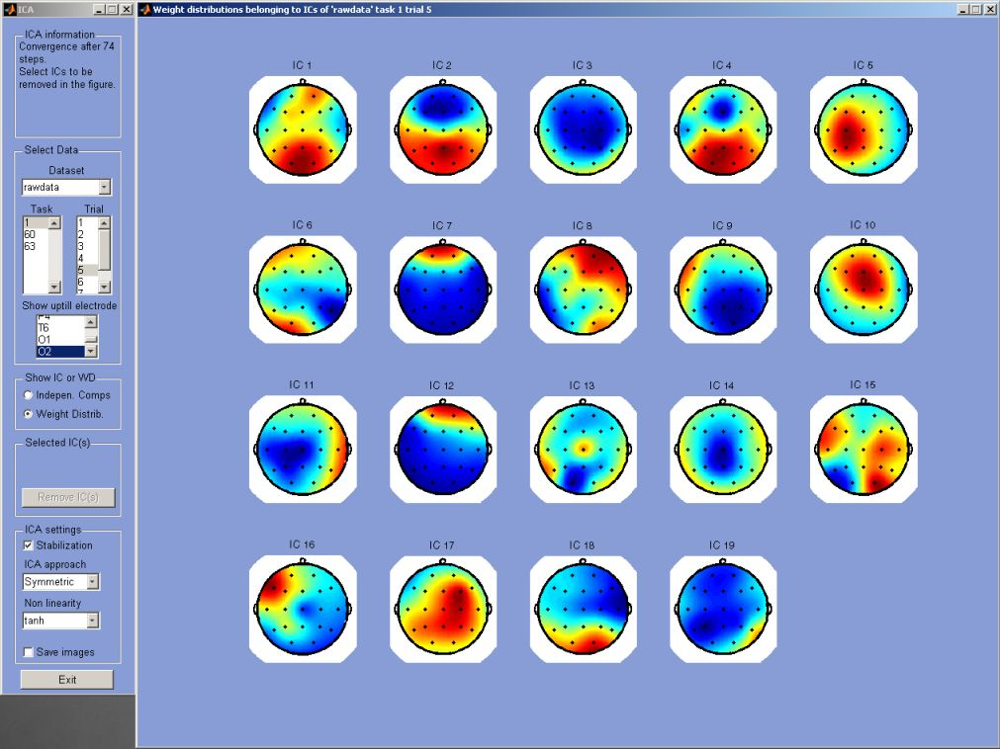 ICA
Weight distributions belonging to ICs of 'rawdata' task 1 trial 5
ICA information
Convergence after 74
steps.
Select ICs to be
removed in the figure.
Select Data
Dataset
rawdata
Task
Trial
1
60
63
1
2
3
4
5
6
7
Show uptill electrode
P4
T6
O1
O2
Show IC or WD
Indepen. Comps
Weight Distrib.
Selected IC(s)
Remove IC(s)
ICA settings
Stabilization
ICA approach
Symmetric
Non linearity
tanh
Save images
Exit
IC 1
IC 2
IC 3
IC 4
IC 5
IC 6
IC 7
IC 8
IC 9
IC 10
IC 11
IC 12
IC 13
IC 14
IC 15
IC 16
IC 17
IC 18
IC 19